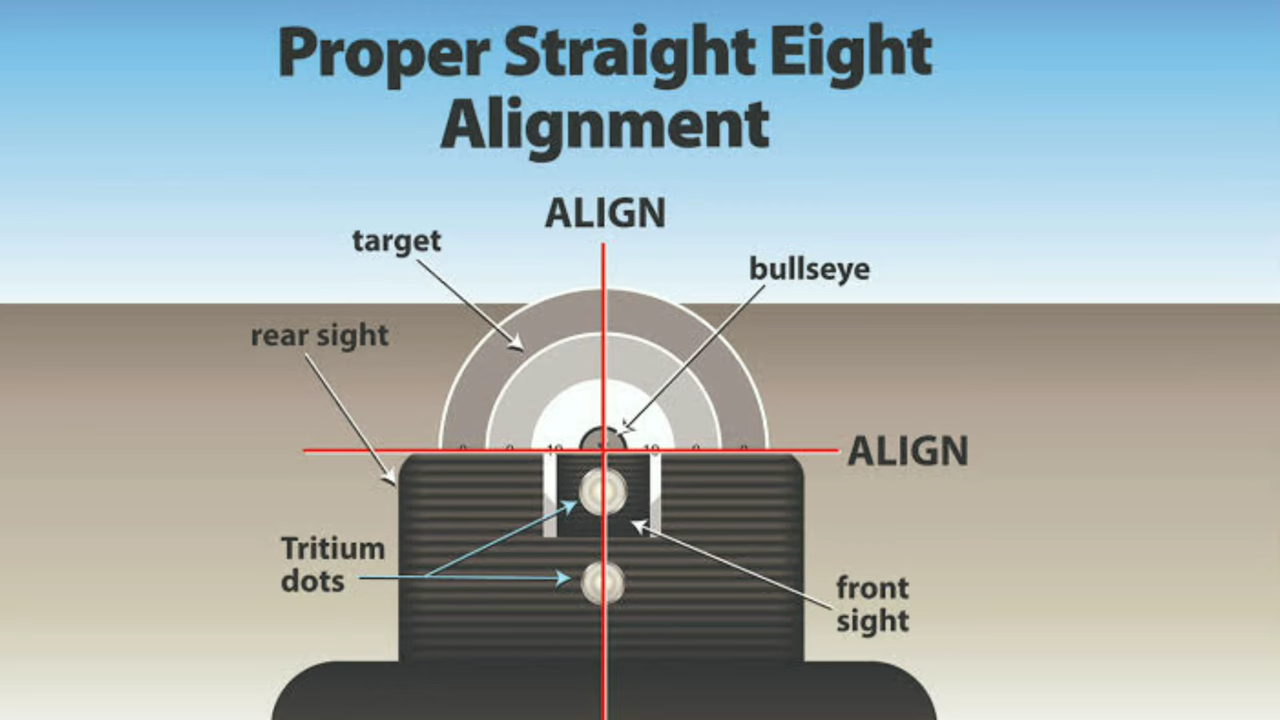 Proper Straight Eight
Alignment
ALIGN
target
bullseye
rear sight
ALIGN
Tritium
dots
front
sight